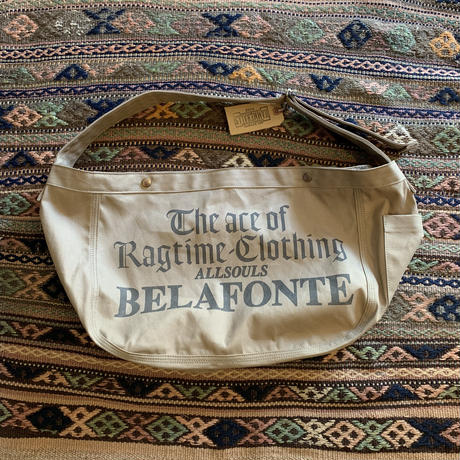 The ace of
Ragtime-Clothing
ALLSOULS
BELAFONTE